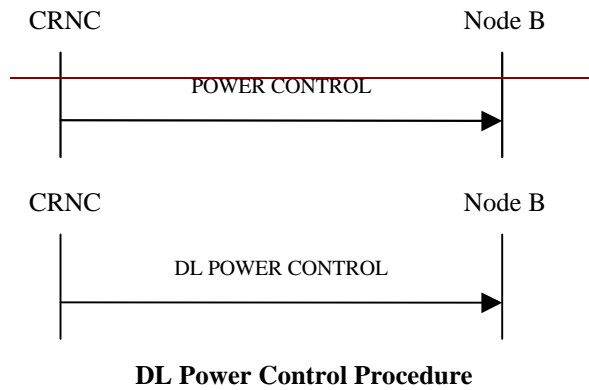 CRNC Node B
POWER CONTROL
CRNC Node B
DL POWER CONTROL
DL Power Control Procedure